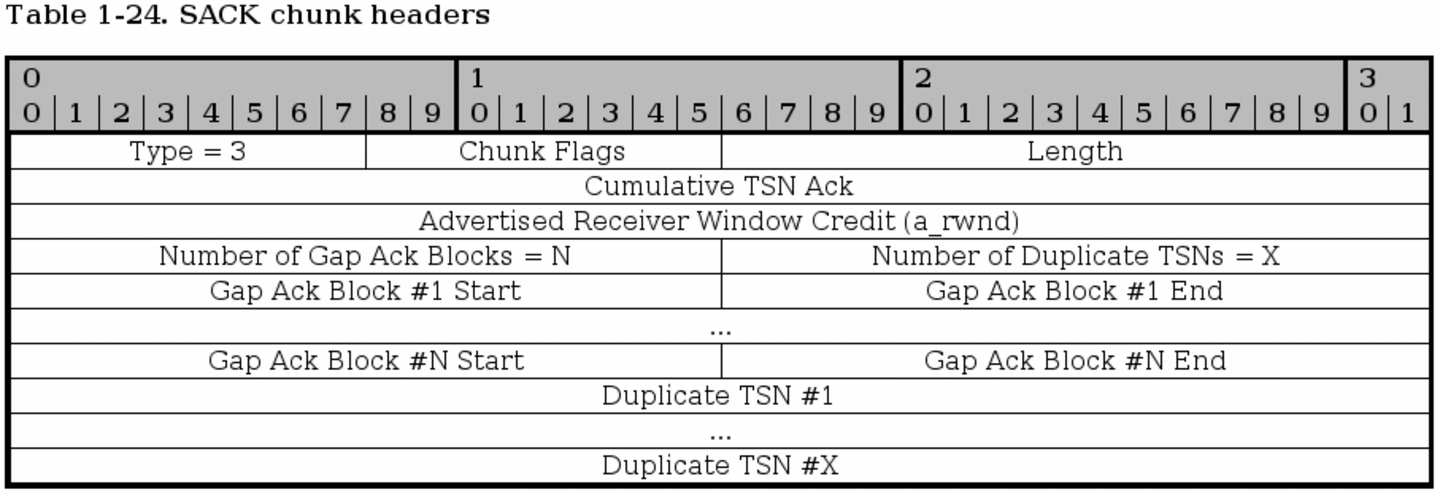 Table 1-24. SACK chunk headers
0 1 2 3
0 1 2 3 4 5 6 7 8 9 0 1 2 3 4 5 6 7 8 9 0 1 2 3 4 5 6 7 8 9 0 1
Type = 3 Chunk Flags Length
Cumulative TSN Ack
Advertised Receiver Window Credit (a_rwnd)
Number of Gap Ack Blocks = N Number of Duplicate TSNs = X
Gap Ack Block #1 Start Gap Ack Block #1 End
...
Gap Ack Block #N Start Gap Ack Block #N End
Duplicate TSN #1
...
Duplicate TSN #X